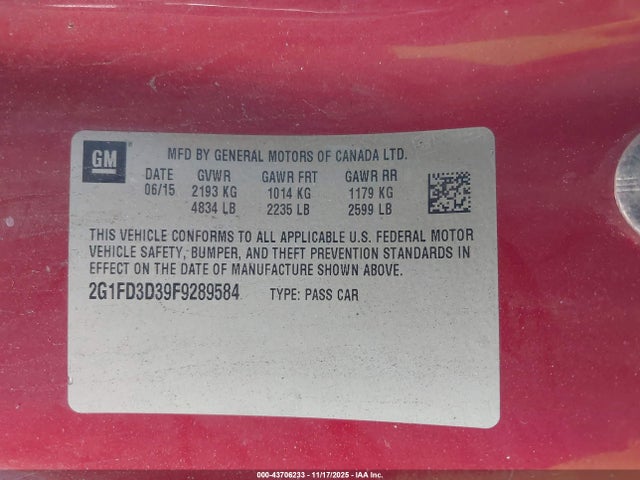 GM
MFD BY GENERAL MOTORS OF CANADA LTD.
DATE GVWR GAWR FRT GAWR RR
06/15 2193 KG 1014 KG 1179 KG
4834 LB 2235 LB 2599 LB
THIS VEHICLE CONFORMS TO ALL APPLICABLE U.S. FEDERAL MOTOR
VEHICLE SAFETY, BUMPER, AND THEFT PREVENTION STANDARDS IN
EFFECT ON THE DATE OF MANUFACTURE SHOWN ABOVE.
2G1FD3D39F9289584 TYPE: PASS CAR
000-43706233 - 11/17/2025 - IAA Inc.